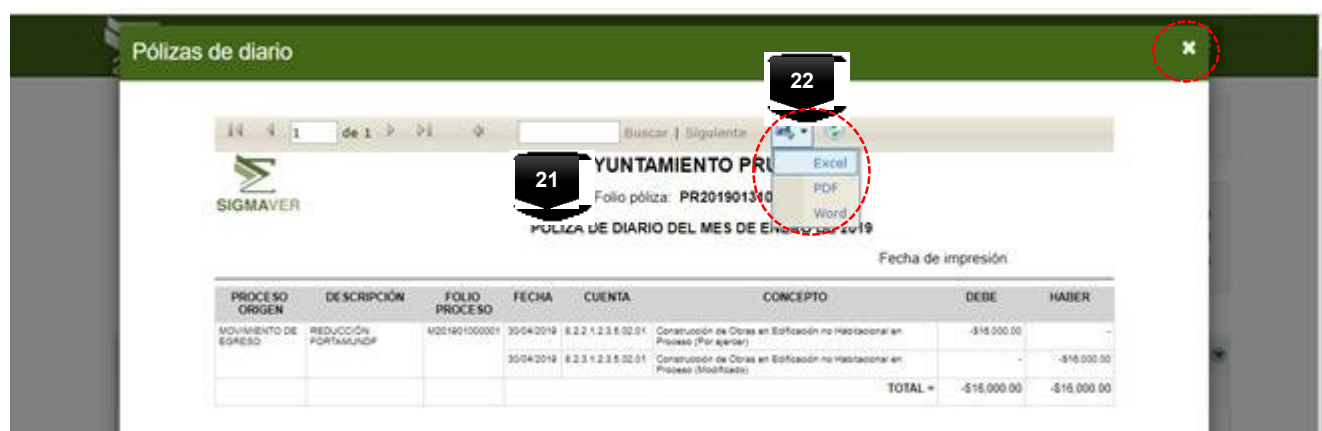 Pólizas de diario
22
1 de 1 Buscar | Siguiente
Excel
PDF
Word
21
YUNTAMIENTO PRU
SIGMAVER
Folio póliza: PR201901310
PÓLIZA DE DIARIO DEL MES DE ENERO DE 2019
Fecha de impresión
PROCESO ORIGEN DESCRIPCIÓN FOLIO PROCESO FECHA CUENTA CONCEPTO DEBE HABER
MOVIMIENTO DE EGRESO REDUCCIÓN FORTAMUNDF M201901000001 30/04/2019 8.2.2.1.2.3.5.02.01 Construcción de Obras en Edificación no Habitacional en Proceso (Por ejercer) -$16,000.00 -
30/04/2019 8.2.3.1.2.3.5.02.01 Construcción de Obras en Edificación no Habitacional en Proceso (Modificado) - -$16,000.00
TOTAL = -$16,000.00 -$16,000.00